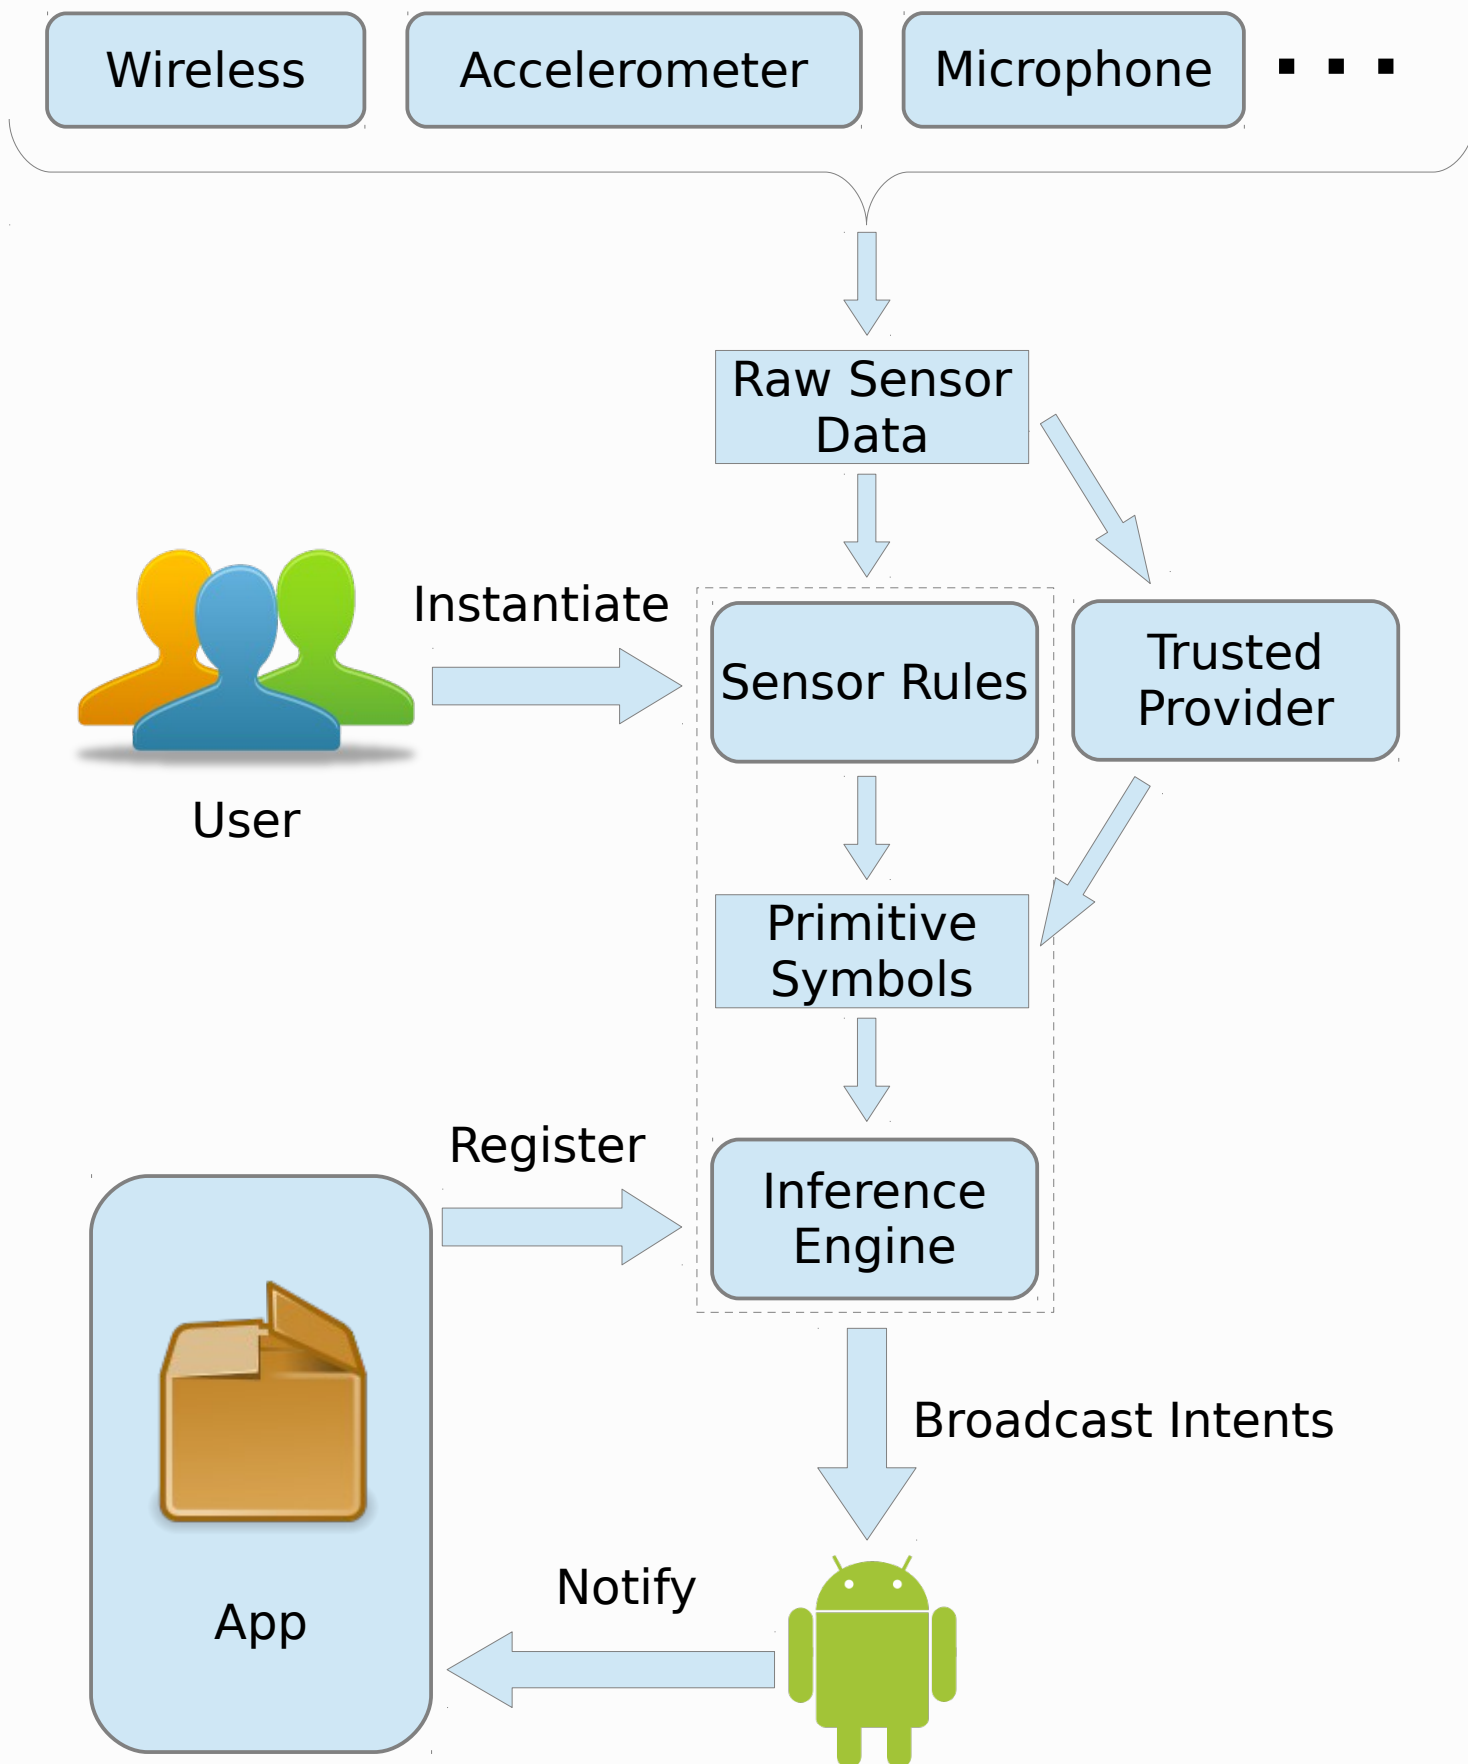 Wireless
Accelerometer
Microphone
Raw Sensor
Data
Instantiate
Sensor Rules
Trusted
Provider
User
Primitive
Symbols
Register
Inference
Engine
Broadcast Intents
Notify
App